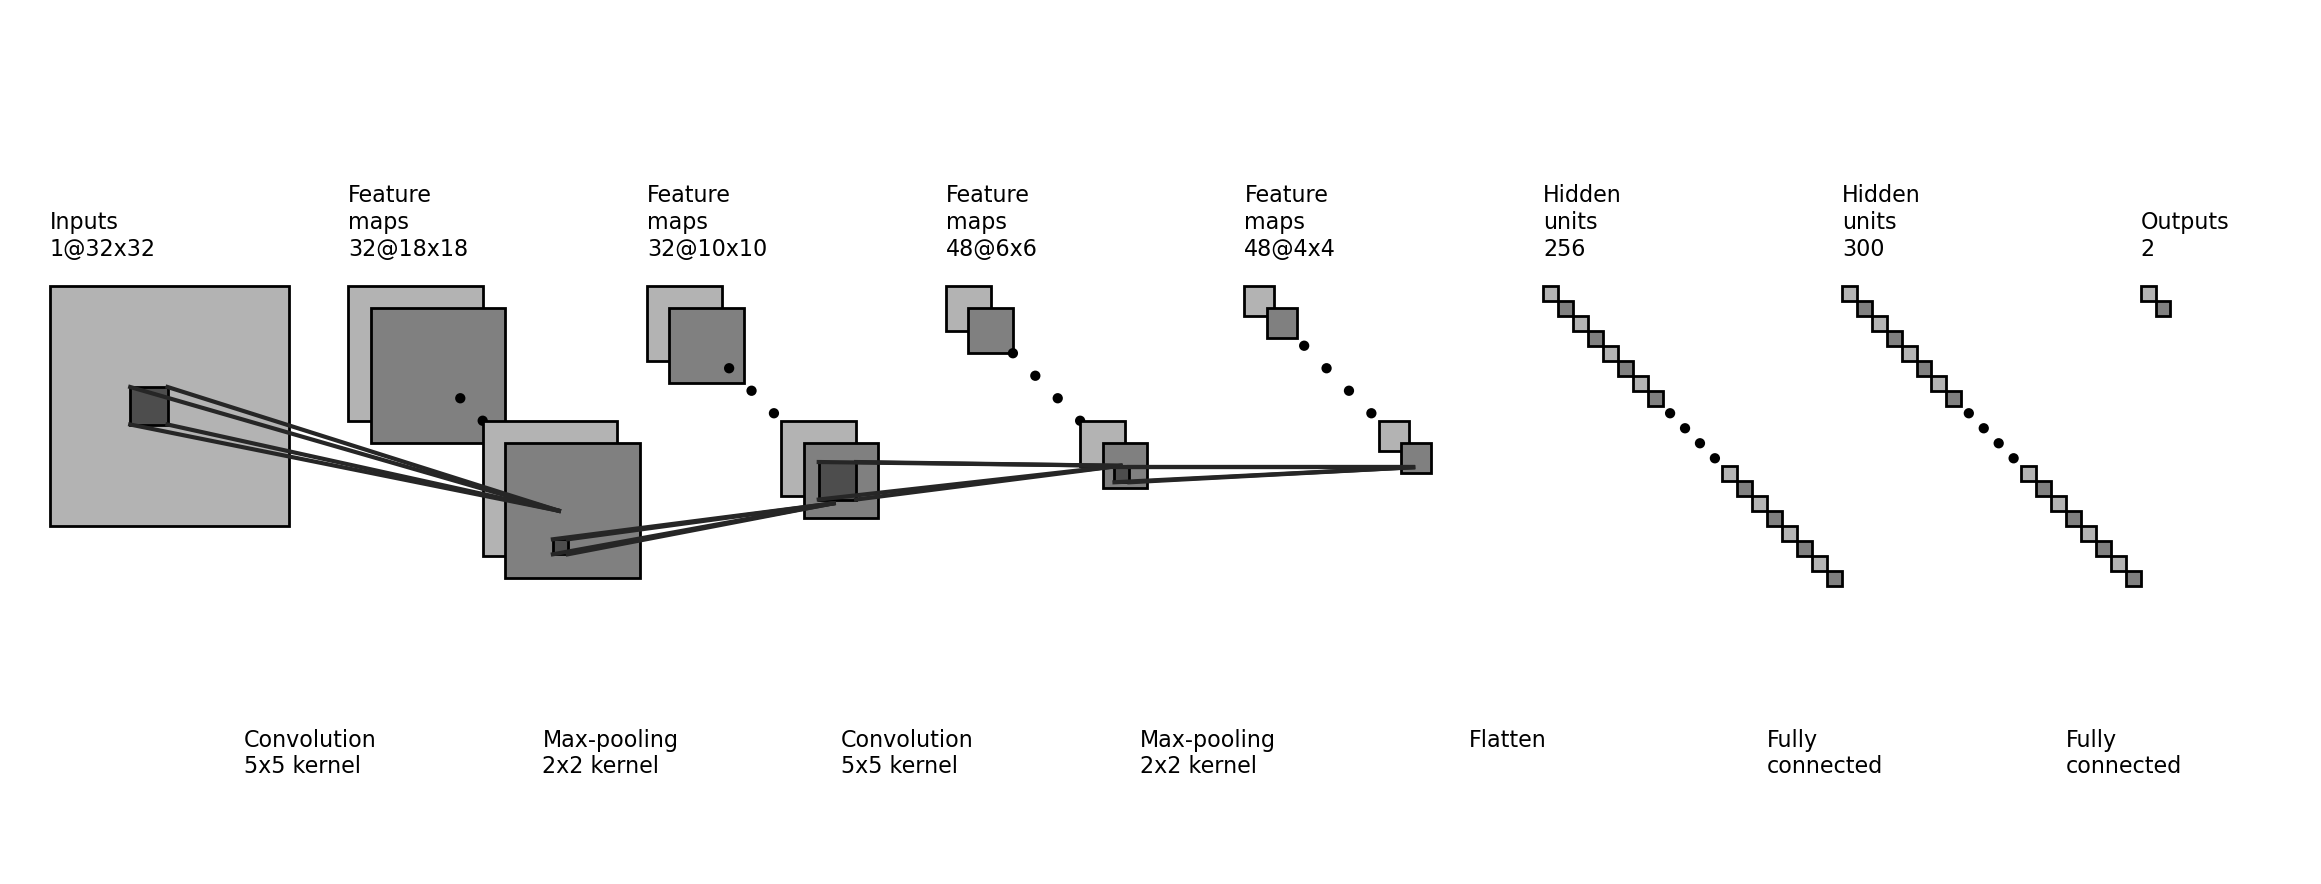 Inputs
1@32x32
Feature
maps
32@18x18
Feature
maps
32@10x10
Feature
maps
48@6x6
Feature
maps
48@4x4
Hidden
units
256
Hidden
units
300
Outputs
2
Convolution
5x5 kernel
Max-pooling
2x2 kernel
Convolution
5x5 kernel
Max-pooling
2x2 kernel
Flatten
Fully
connected
Fully
connected